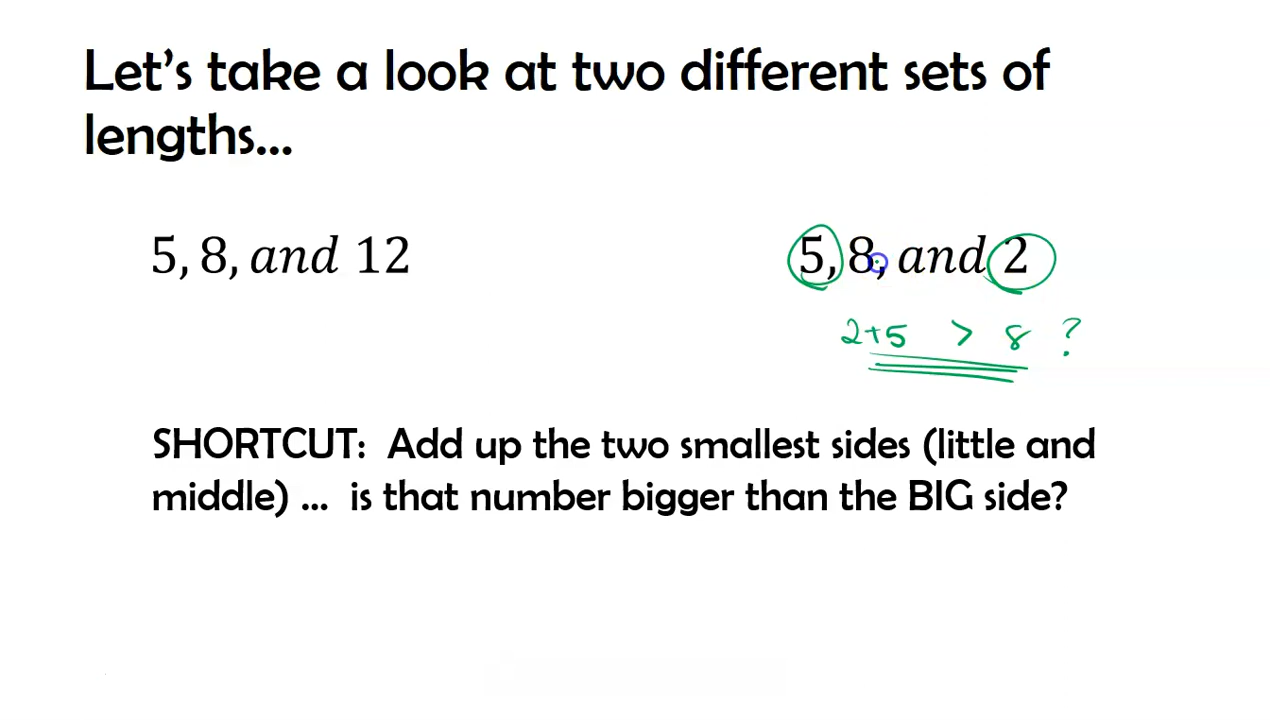 Let's take a look at two different sets of
lengths...
5, 8, and 12
5, 8, and 2
2+5 > 8 ?
SHORTCUT: Add up the two smallest sides (little and
middle) ... is that number bigger than the BIG side?